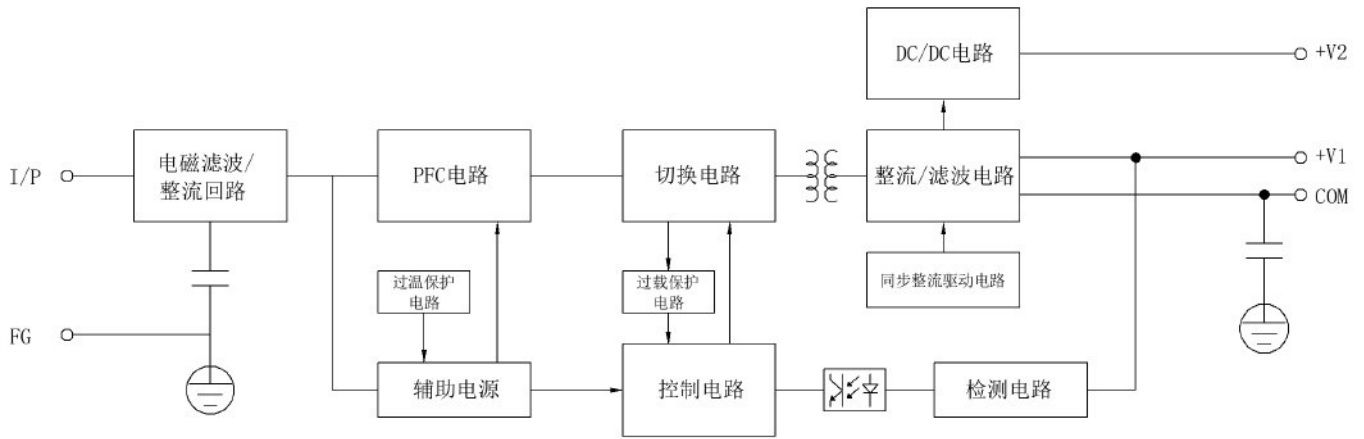 DC/DC电路
+V2
I/P
电磁滤波/
整流回路
PFC电路
切换电路
整流/滤波电路
+V1
COM
过温保护
电路
过载保护
电路
同步整流驱动电路
FG
辅助电源
控制电路
检测电路